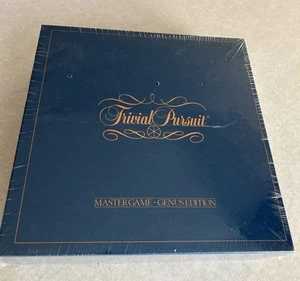 Trivial Pursuit
MASTER GAME - GENUS EDITION